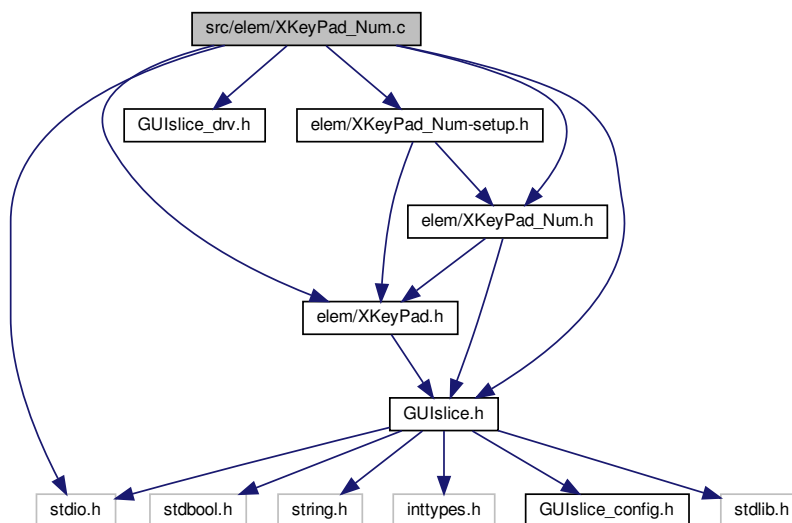 src/elem/XKeyPad_Num.c
GUIslice_drv.h
elem/XKeyPad_Num-setup.h
elem/XKeyPad_Num.h
elem/XKeyPad.h
GUIslice.h
stdio.h
stdbool.h
string.h
inttypes.h
GUIslice_config.h
stdlib.h